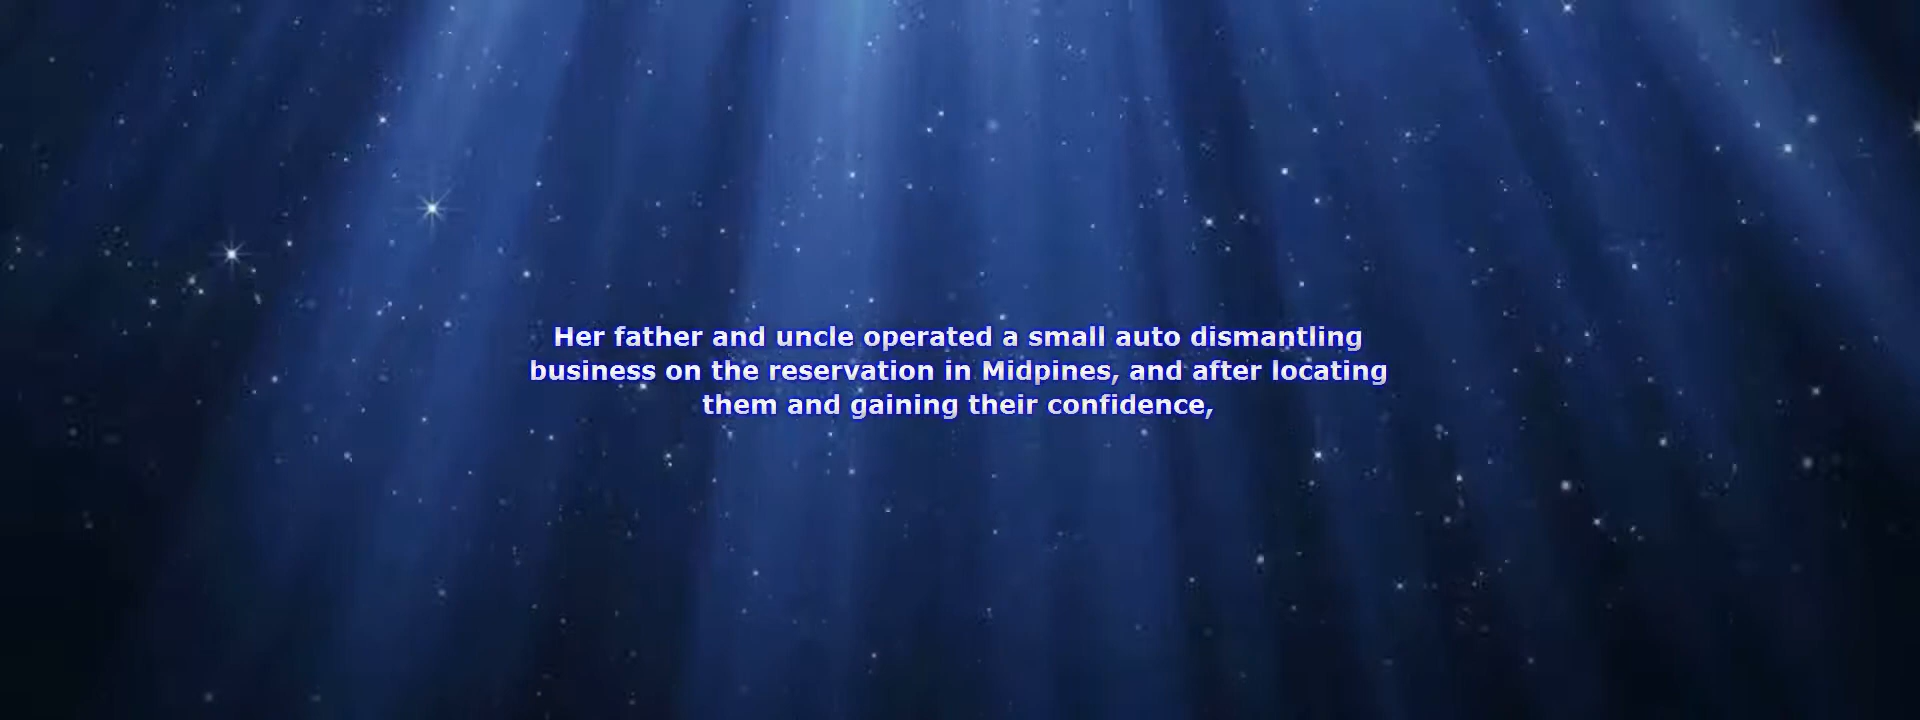 Her father and uncle operated a small auto dismantling
business on the reservation in Midpines, and after locating
them and gaining their confidence,